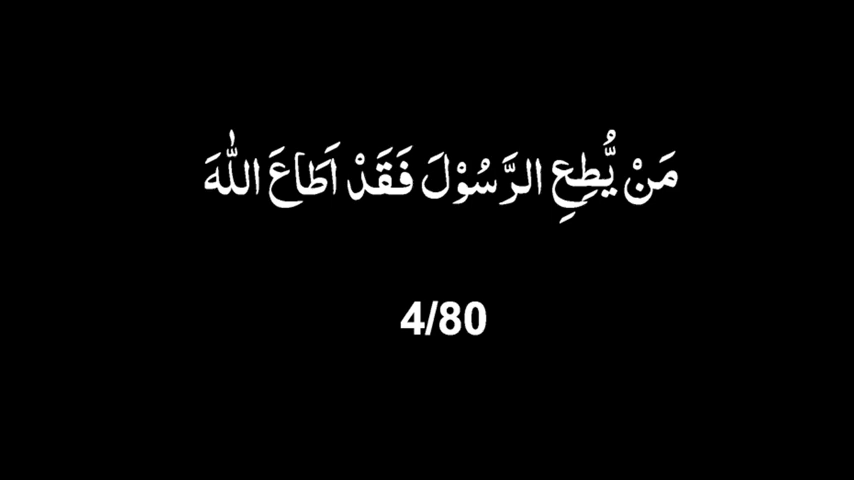 مَنْ يُّطِعِ الرَّسُوْلَ فَقَدْ اَطَاعَ اللّٰهَ
4/80